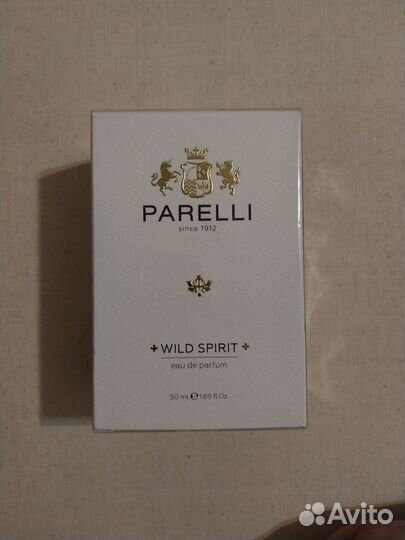 PARELLI
since 1912
WILD SPIRIT
eau de parfum
50 ml ℮ 1.69 fl.Oz.
Avito